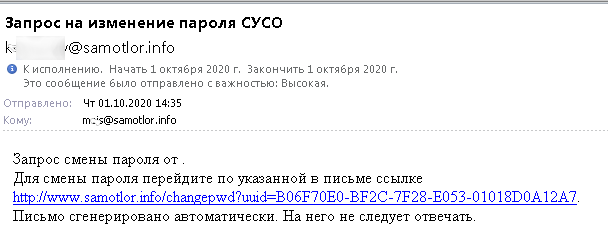 Запрос на изменение пароля СУСО
@samotlor.info
К исполнению. Начать 1 октября 2020 г. Закончить 1 октября 2020 г.
Это сообщение было отправлено с важностью: Высокая.
Отправлено: Чт 01.10.2020 14:35
Кому: @samotlor.info
Запрос смены пароля от .
Для смены пароля перейдите по указанной в письме ссылке
http://www.samotlor.info/changepwd?uuid=B06F70E0-BF2C-7F28-E053-01018D0A12A7.
Письмо сгенерировано автоматически. На него не следует отвечать.